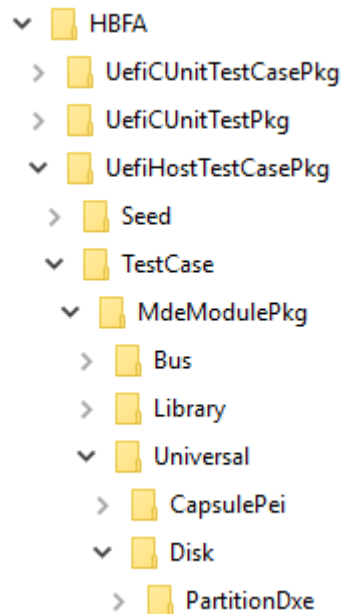 HBFA
UefiCUnitTestCasePkg
UefiCUnitTestPkg
UefiHostTestCasePkg
Seed
TestCase
MdeModulePkg
Bus
Library
Universal
CapsulePei
Disk
PartitionDxe